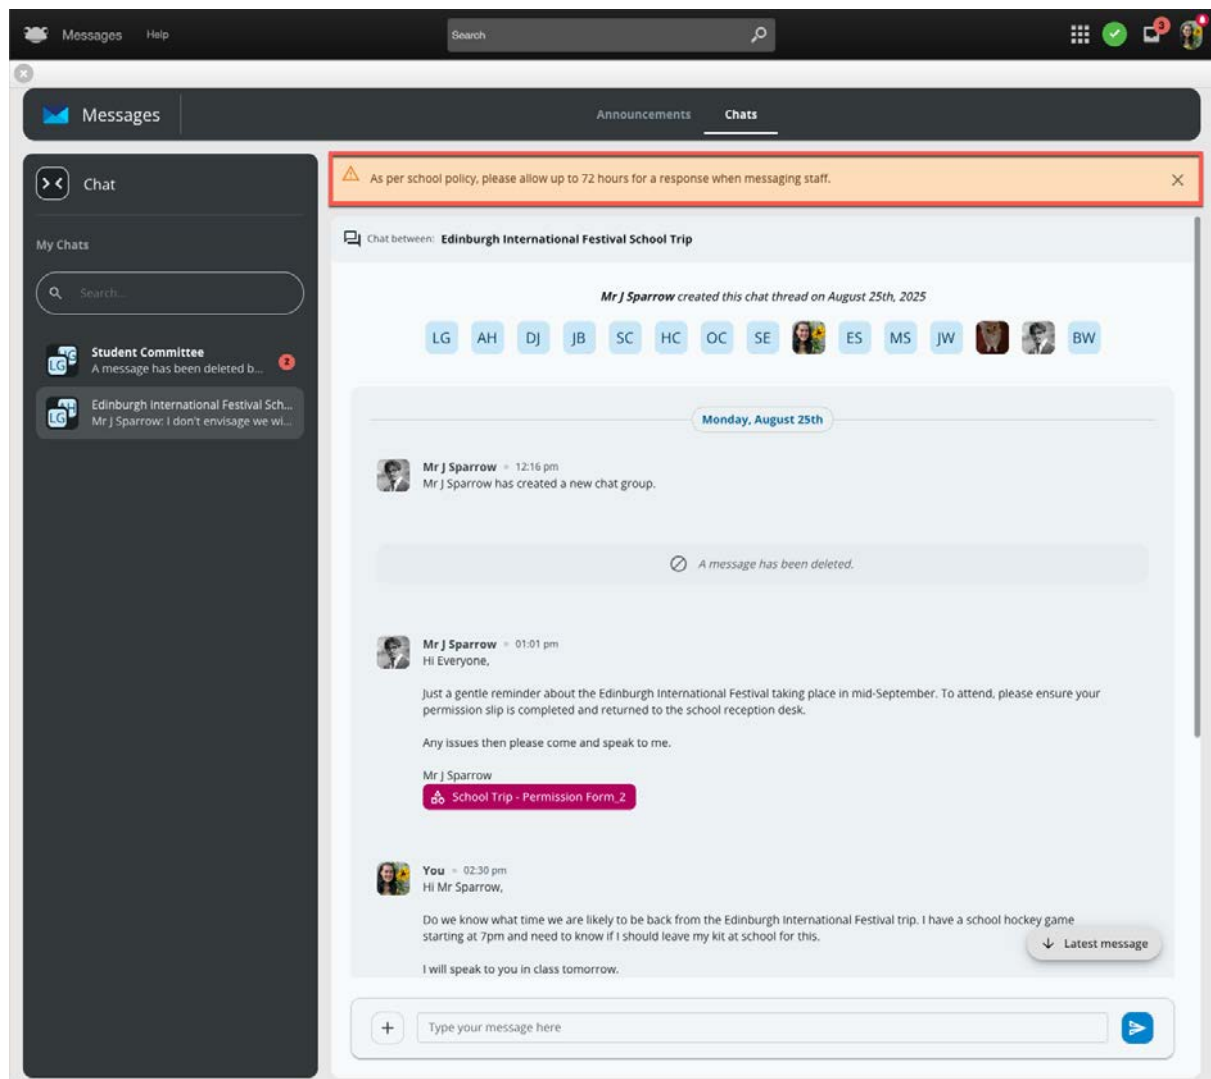 Messages Help Search 3
Messages Announcements Chats
Chat
My Chats
Search...
LG
Student Committee
A message has been deleted b... 2
LG
Edinburgh International Festival Sch...
Mr J Sparrow: I don't envisage we wi...
As per school policy, please allow up to 72 hours for a response when messaging staff.
Chat between: Edinburgh International Festival School Trip
Mr J Sparrow created this chat thread on August 25th, 2025
LG AH DJ JB SC HC OC SE ES MS JW BW
Monday, August 25th
Mr J Sparrow 12:16 pm
Mr J Sparrow has created a new chat group.
A message has been deleted.
Mr J Sparrow 01:01 pm
Hi Everyone,
Just a gentle reminder about the Edinburgh International Festival taking place in mid-September. To attend, please ensure your
permission slip is completed and returned to the school reception desk.
Any issues then please come and speak to me.
Mr J Sparrow
School Trip - Permission Form_2
You 02:30 pm
Hi Mr Sparrow,
Do we know what time we are likely to be back from the Edinburgh International Festival trip. I have a school hockey game
starting at 7pm and need to know if I should leave my kit at school for this.
I will speak to you in class tomorrow.
Latest message
Type your message here